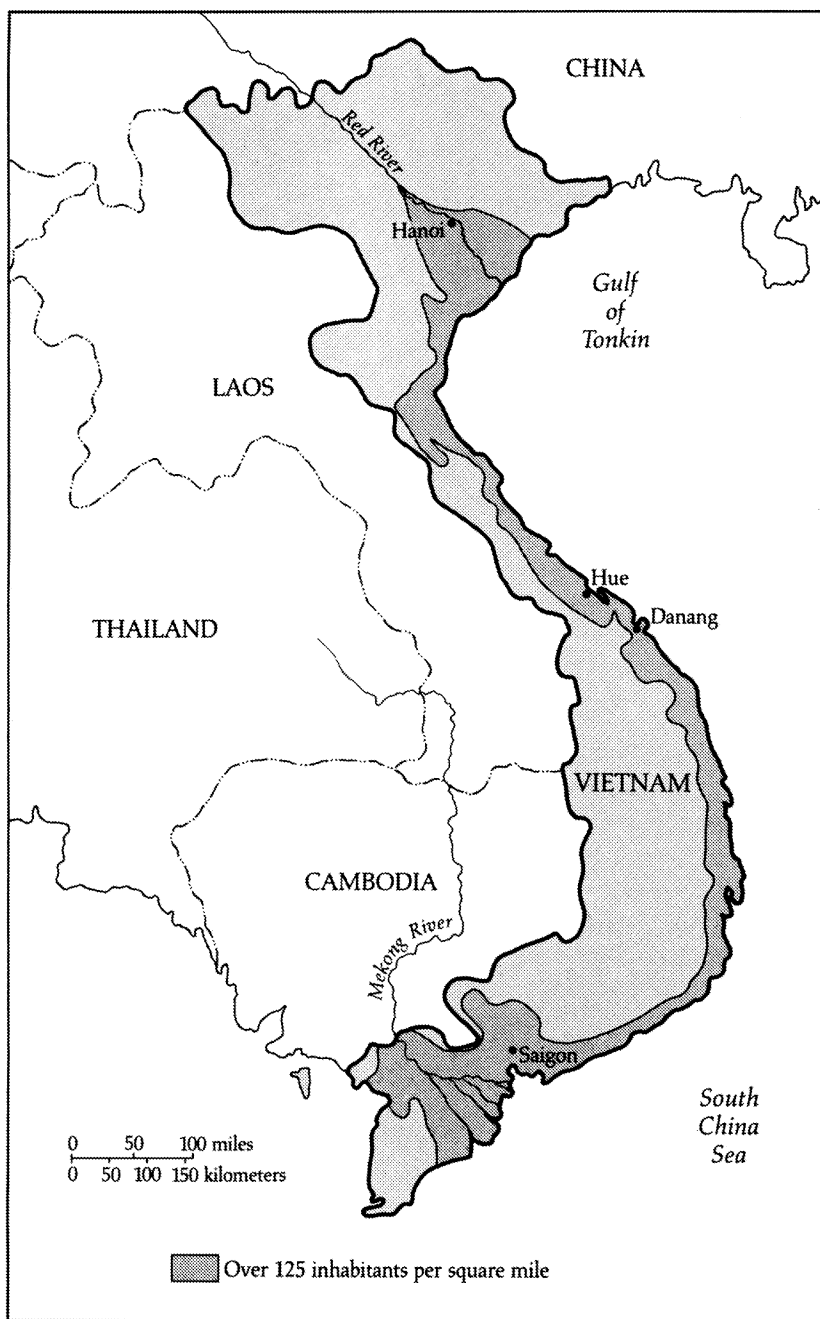 CHINA
Red River
Hanoi
Gulf
of
Tonkin
LAOS
Hue
Danang
THAILAND
VIETNAM
CAMBODIA
Mekong River
Saigon
South
China
Sea
0 50 100 miles
0 50 100 150 kilometers
Over 125 inhabitants per square mile